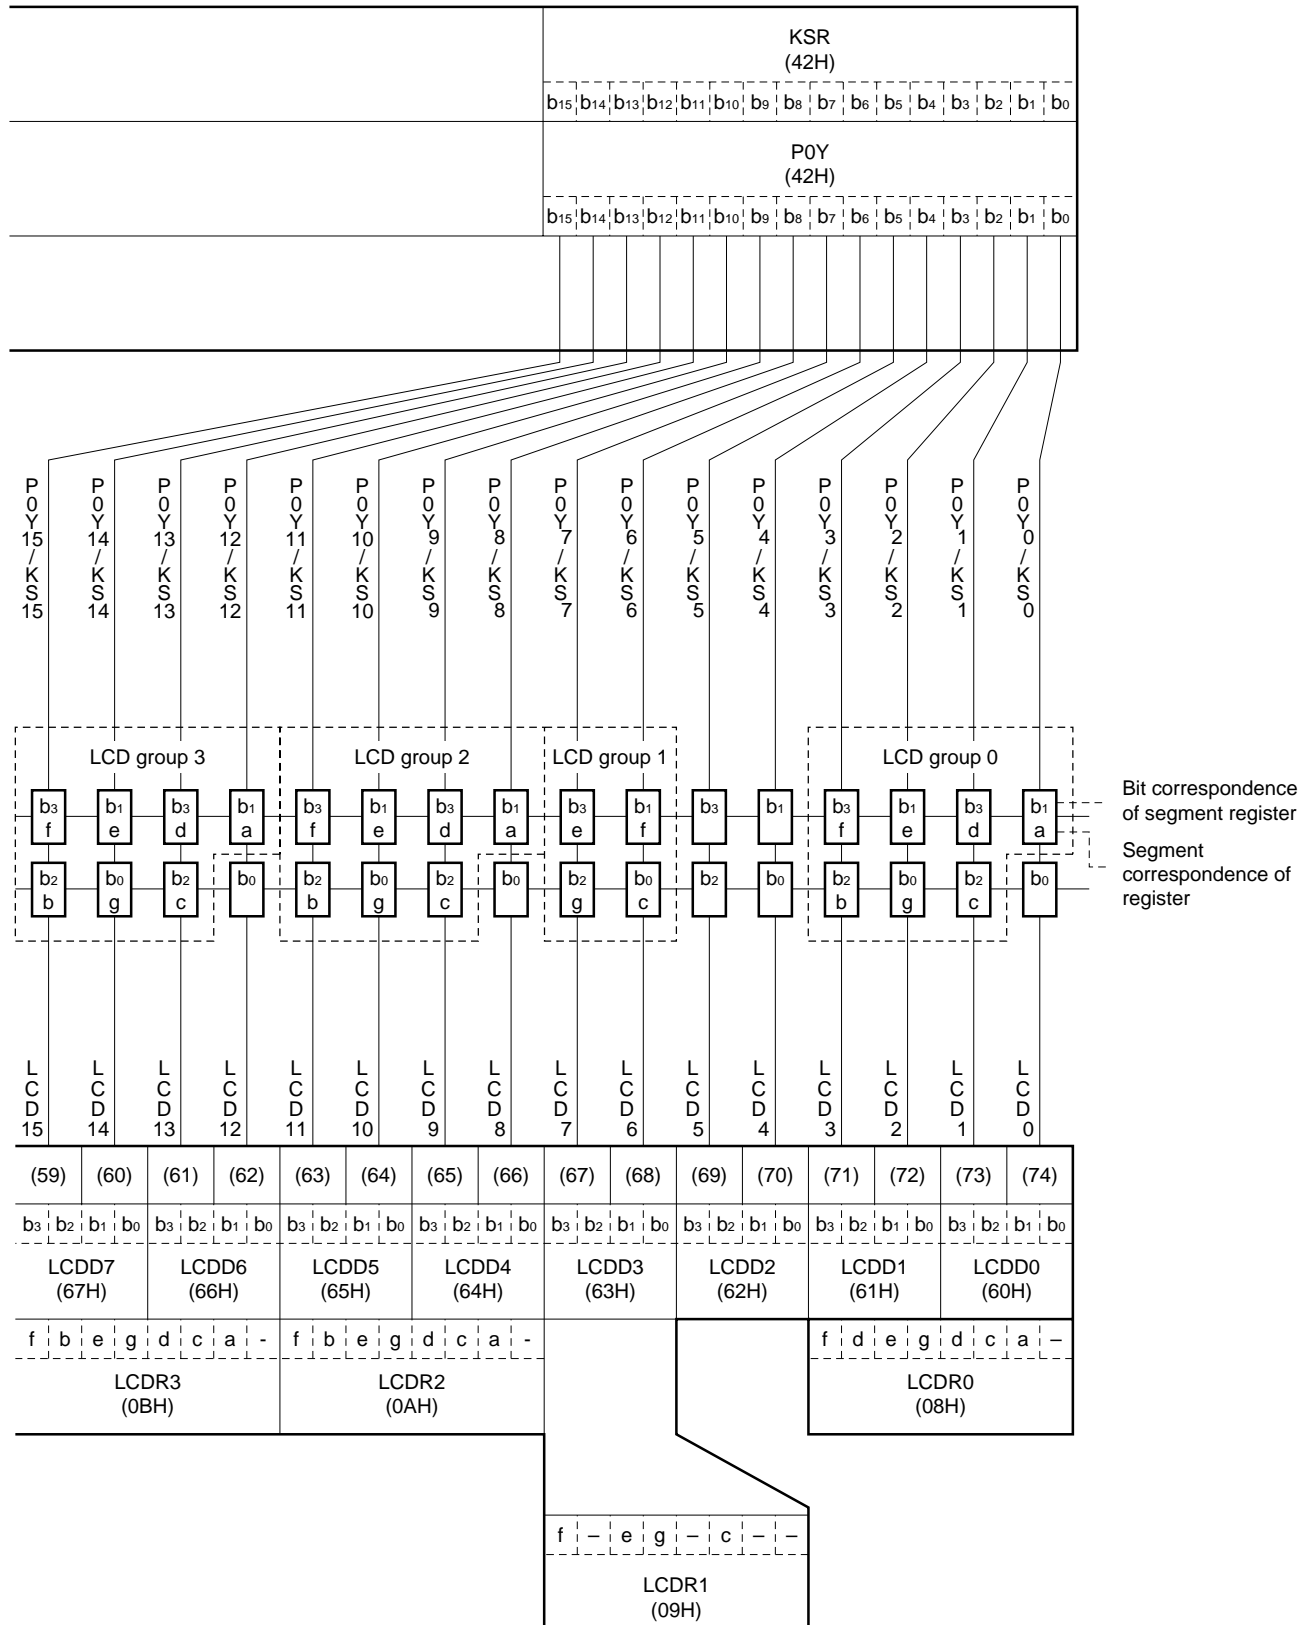 KSR
(42H)
b15 b14 b13 b12 b11 b10 b9 b8 b7 b6 b5 b4 b3 b2 b1 b0
P0Y
(42H)
b15 b14 b13 b12 b11 b10 b9 b8 b7 b6 b5 b4 b3 b2 b1 b0
P0Y15/KS15 P0Y14/KS14 P0Y13/KS13 P0Y12/KS12 P0Y11/KS11 P0Y10/KS10 P0Y9/KS9 P0Y8/KS8 P0Y7/KS7 P0Y6/KS6 P0Y5/KS5 P0Y4/KS4 P0Y3/KS3 P0Y2/KS2 P0Y1/KS1 P0Y0/KS0
LCD group 3 LCD group 2 LCD group 1 LCD group 0
b3 b1 b3 b1 b3 b1 b3 b1 b3 b1 b3 b1 b3 b1 b3 b1
f e d a f e d a e f f e d a
b2 b0 b2 b0 b2 b0 b2 b0 b2 b0 b2 b0 b2 b0 b2 b0
b g c b g c g c b g c
Bit correspondence
of segment register
Segment
correspondence of
register
LCD15 LCD14 LCD13 LCD12 LCD11 LCD10 LCD9 LCD8 LCD7 LCD6 LCD5 LCD4 LCD3 LCD2 LCD1 LCD0
(59) (60) (61) (62) (63) (64) (65) (66) (67) (68) (69) (70) (71) (72) (73) (74)
b3 b2 b1 b0 b3 b2 b1 b0 b3 b2 b1 b0 b3 b2 b1 b0 b3 b2 b1 b0 b3 b2 b1 b0 b3 b2 b1 b0 b3 b2 b1 b0
LCDD7 LCDD6 LCDD5 LCDD4 LCDD3 LCDD2 LCDD1 LCDD0
(67H) (66H) (65H) (64H) (63H) (62H) (61H) (60H)
f b e g d c a - f b e g d c a - f d e g d c a –
LCDR3 LCDR2 LCDR0
(0BH) (0AH) (08H)
f – e g – c – –
LCDR1
(09H)